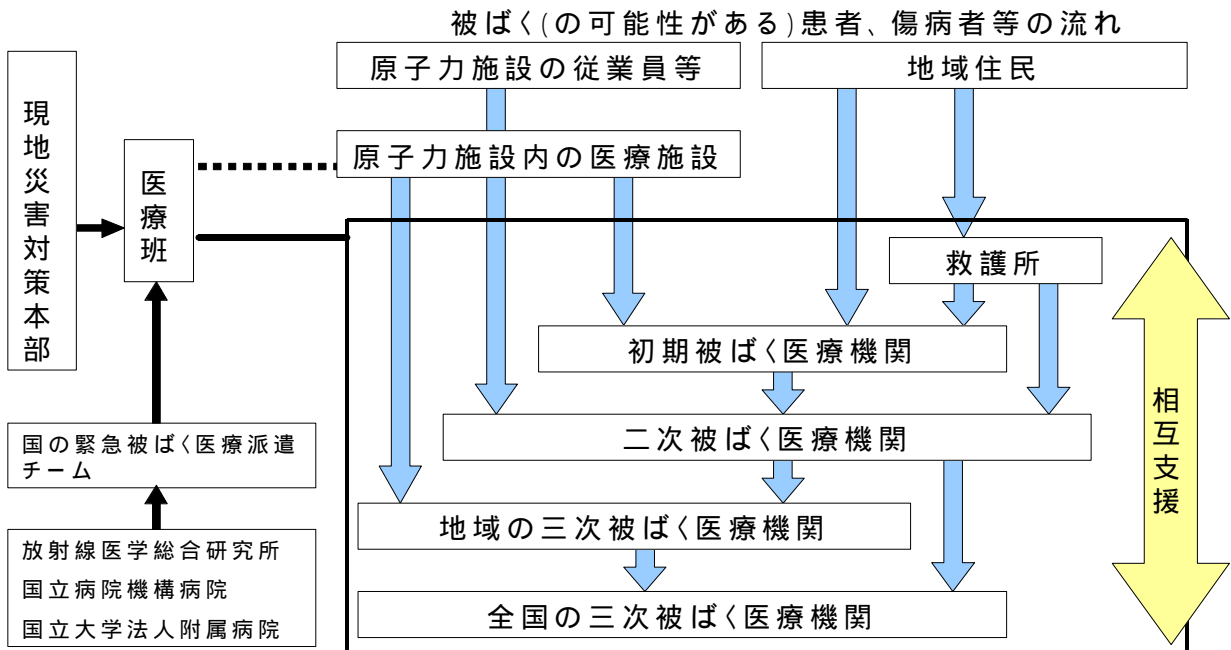 被ばく(の可能性がある)患者、傷病者等の流れ
原子力施設の従業員等
地域住民
現地災害対策本部
医療班
原子力施設内の医療施設
救護所
初期被ばく医療機関
二次被ばく医療機関
相互支援
国の緊急被ばく医療派遣
チーム
地域の三次被ばく医療機関
放射線医学総合研究所
国立病院機構病院
国立大学法人附属病院
全国の三次被ばく医療機関